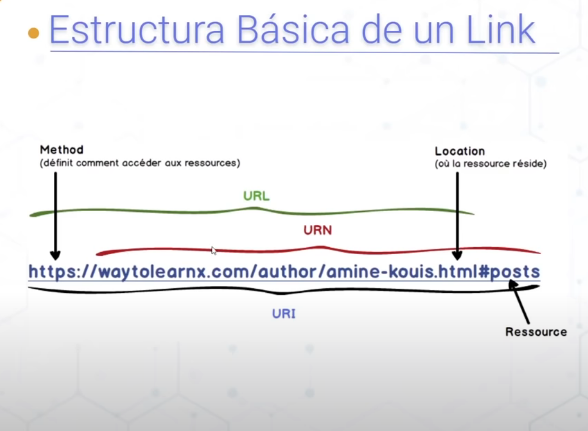 Estructura Básica de un Link
Method
(définit comment accéder aux ressources)
Location
(où la ressource réside)
URL
URN
https://waytolearnx.com/author/amine-kouis.html#posts
URI
Ressource